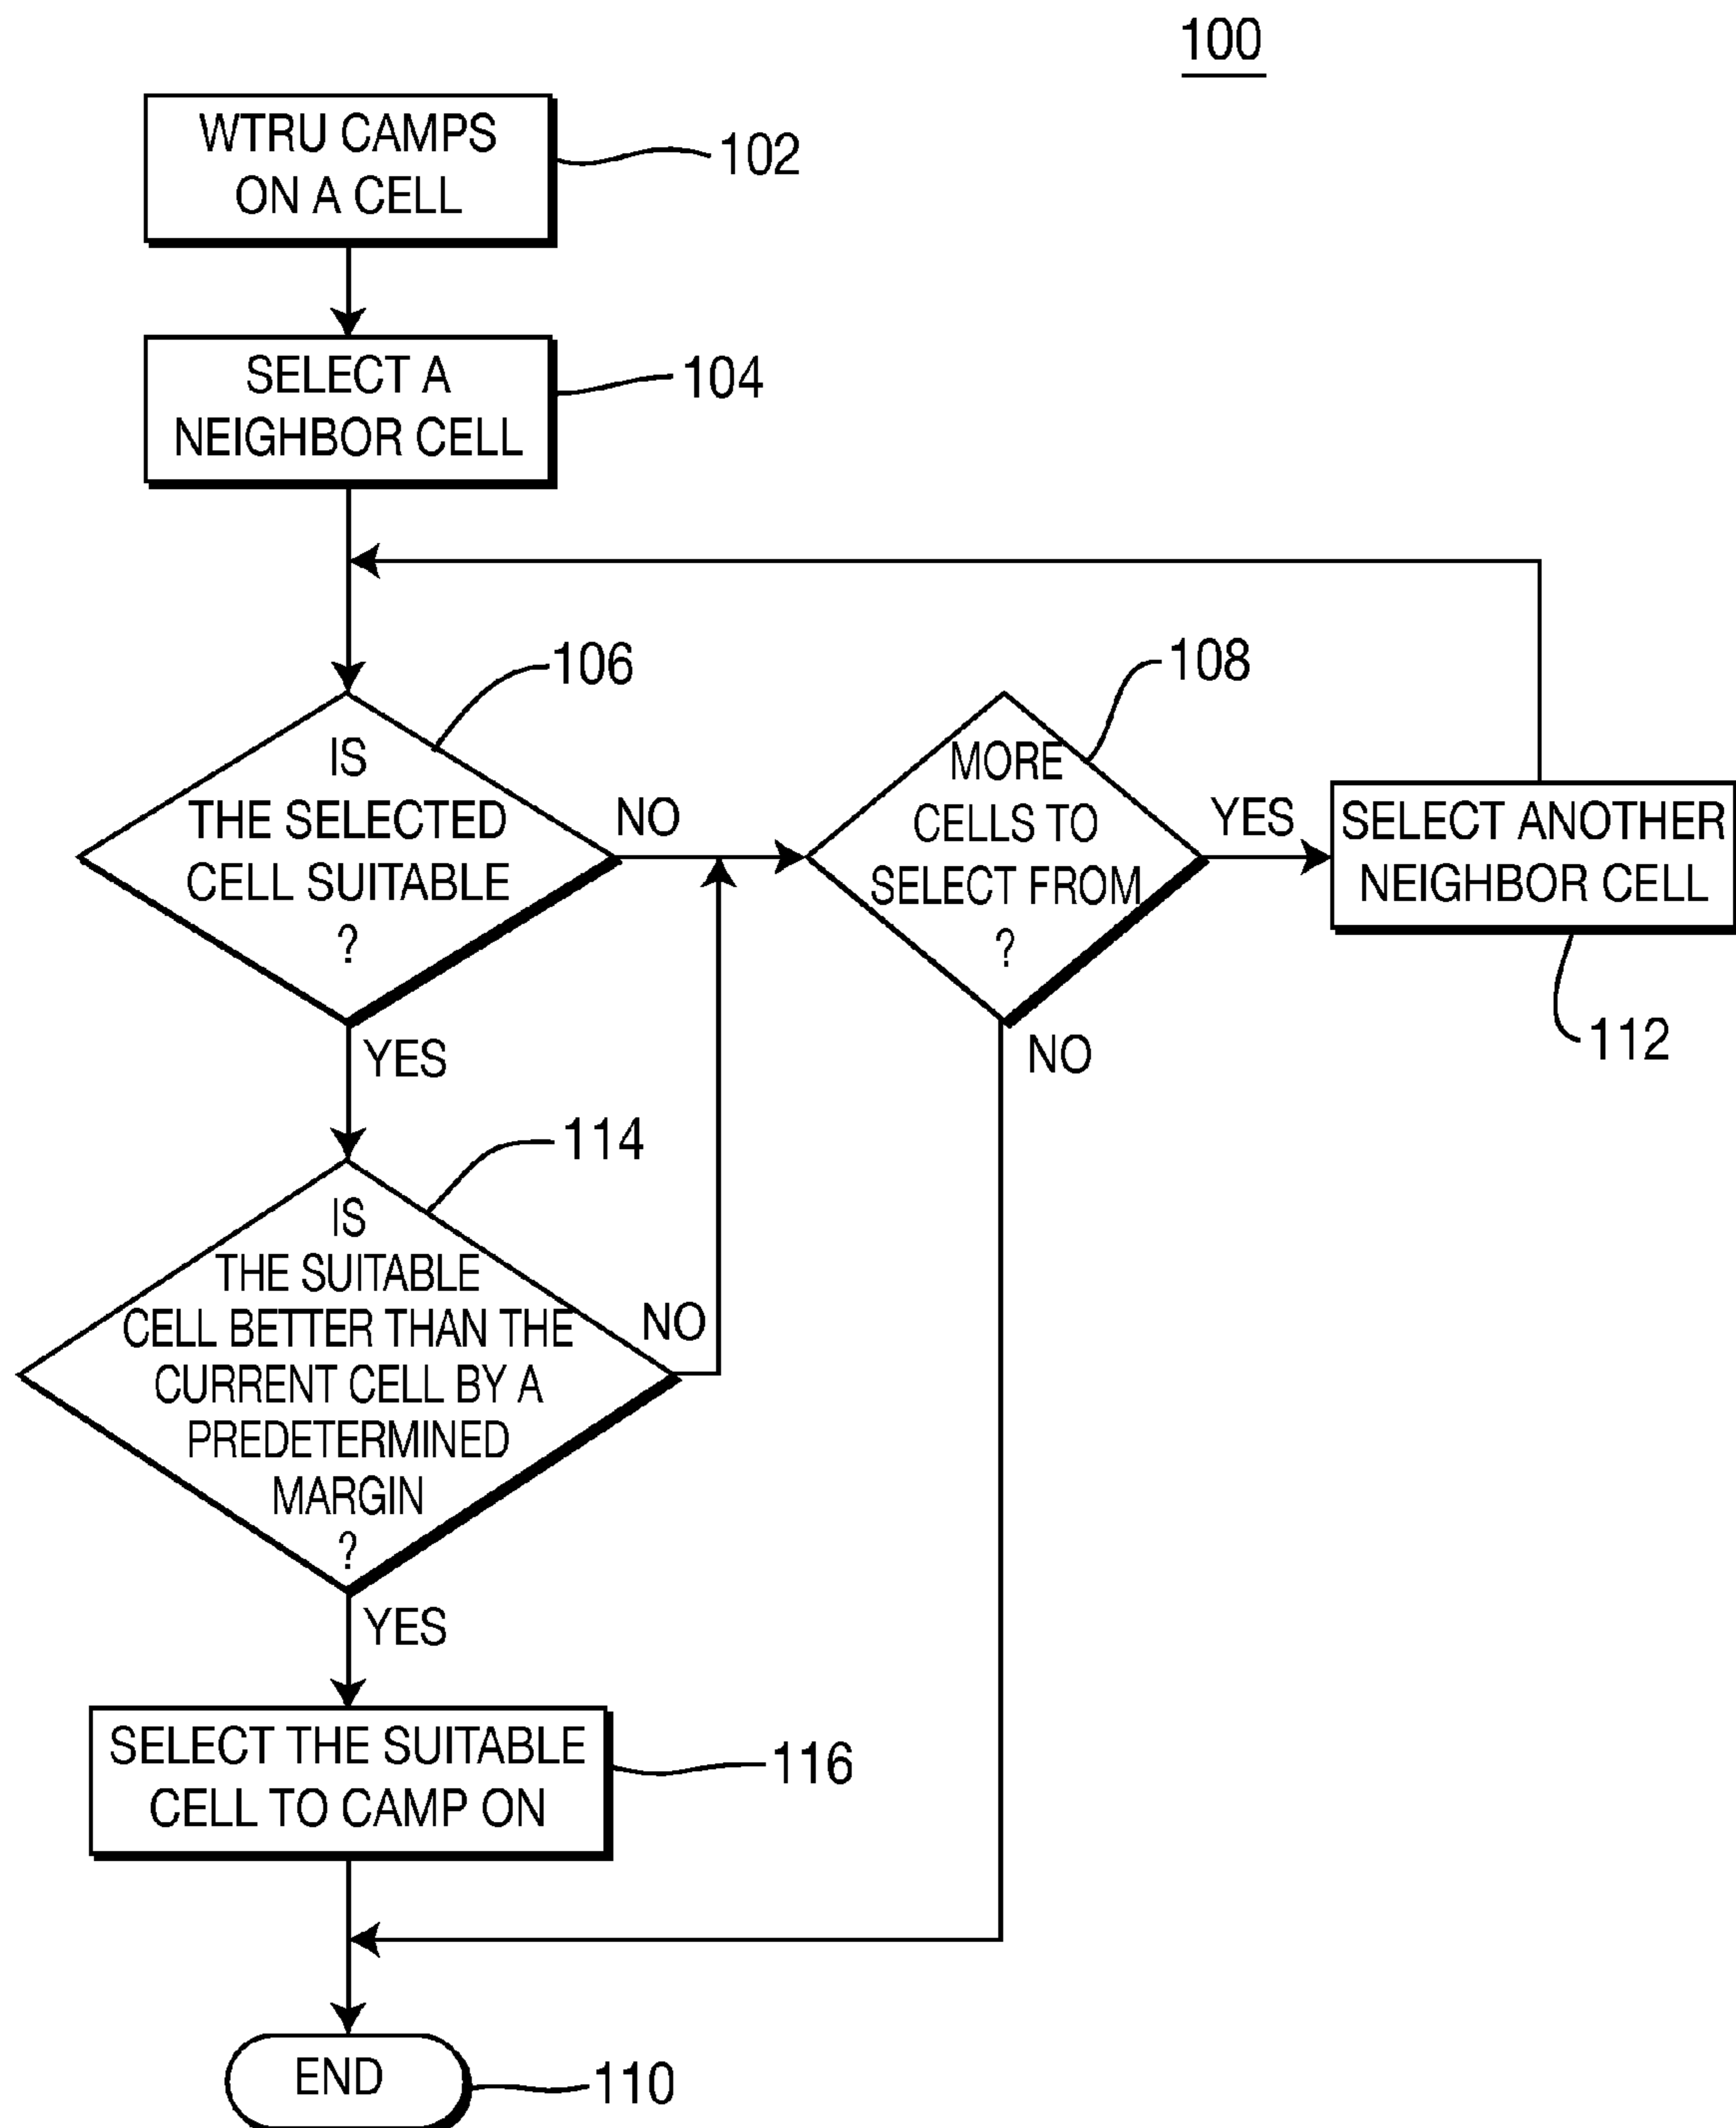 100
WTRU CAMPS
ON A CELL
102
SELECT A
NEIGHBOR CELL
104
106
IS
THE SELECTED
CELL SUITABLE
?
NO
YES
108
MORE
CELLS TO
SELECT FROM
?
YES
NO
SELECT ANOTHER
NEIGHBOR CELL
112
114
IS
THE SUITABLE
CELL BETTER THAN THE
CURRENT CELL BY A
PREDETERMINED
MARGIN
?
NO
YES
SELECT THE SUITABLE
CELL TO CAMP ON
116
END
110